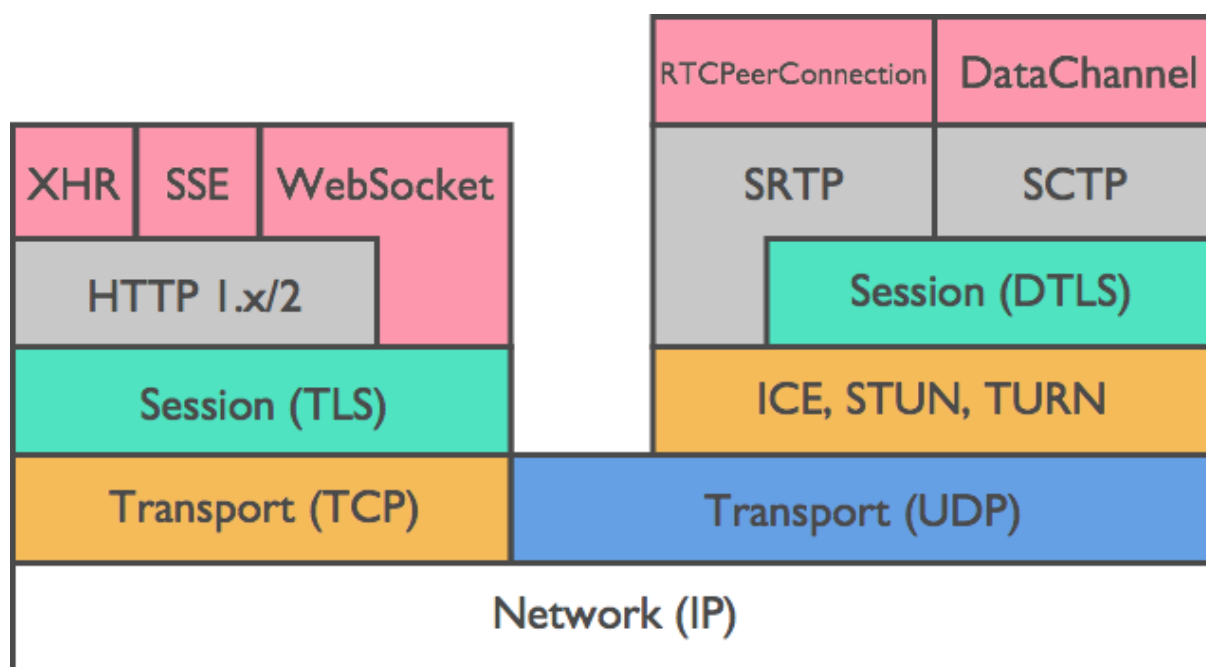 RTCPeerConnection DataChannel
XHR SSE WebSocket SRTP SCTP
HTTP 1.x/2 Session (DTLS)
Session (TLS) ICE, STUN, TURN
Transport (TCP) Transport (UDP)
Network (IP)